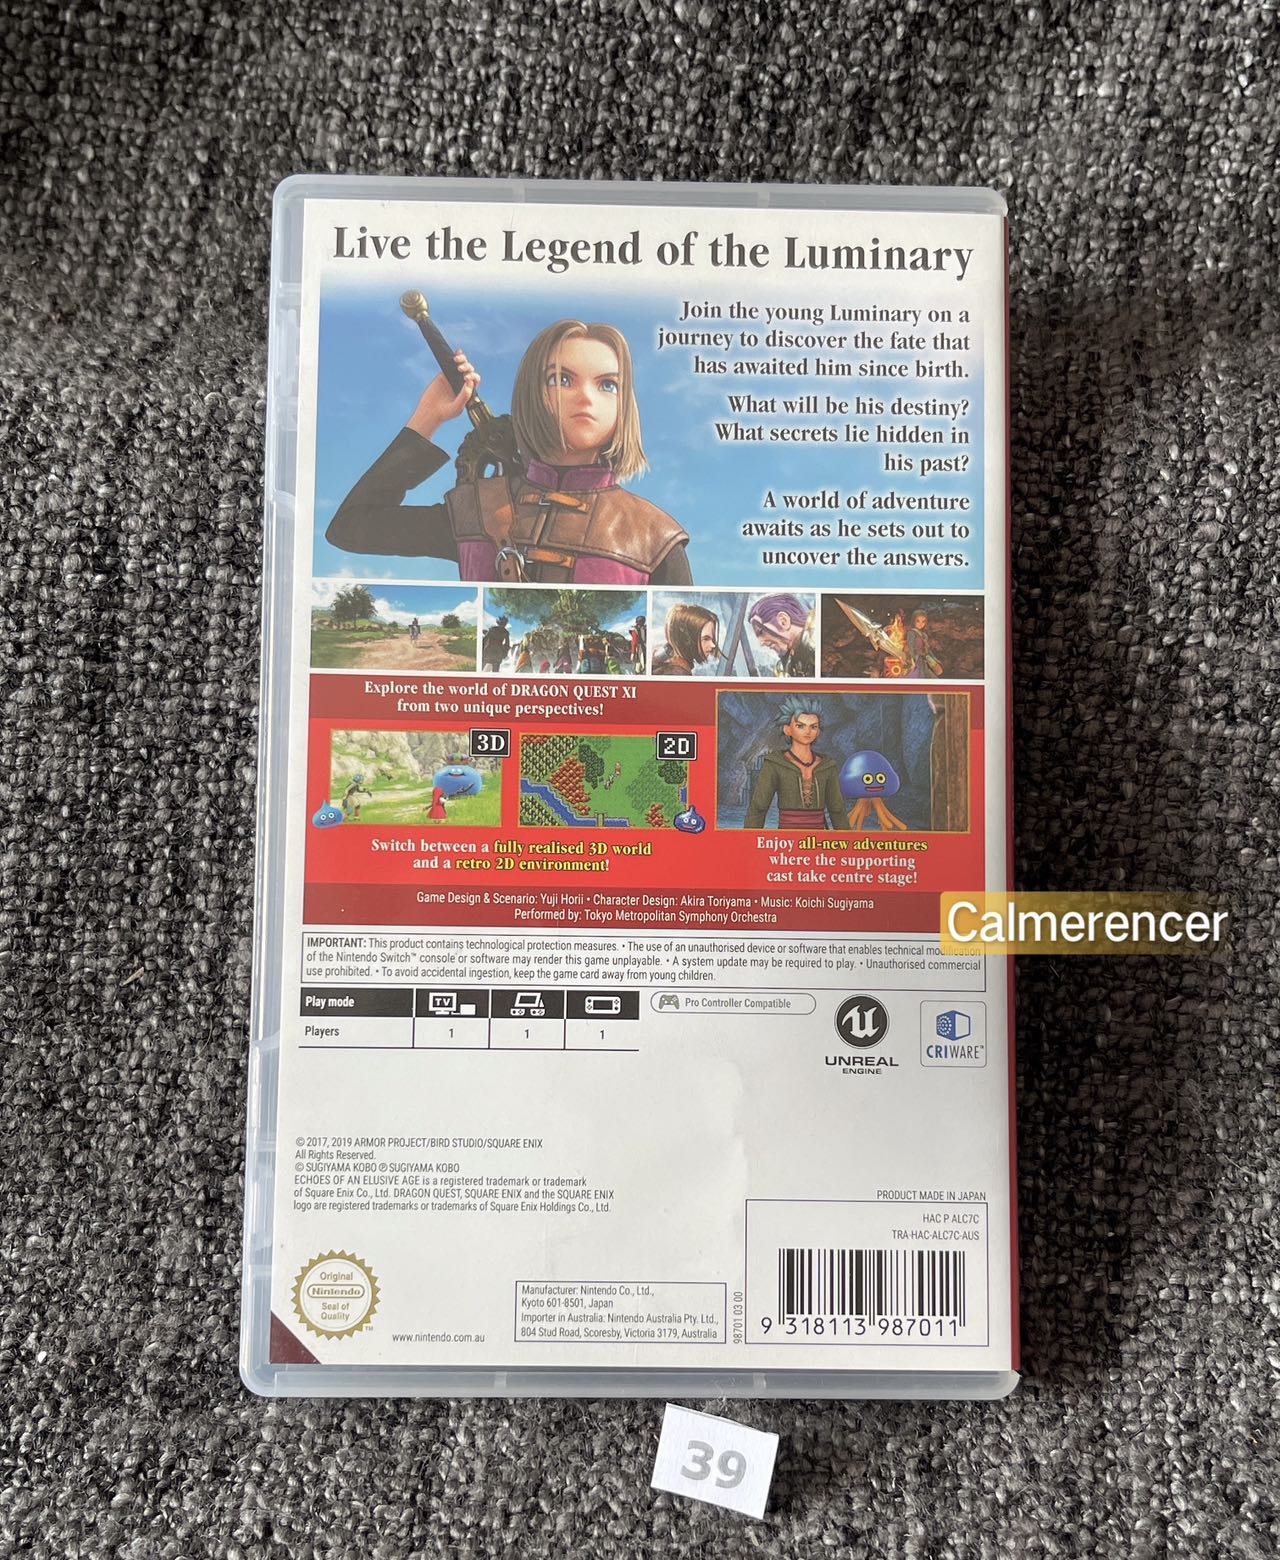 Live the Legend of the Luminary
Join the young Luminary on a
journey to discover the fate that
has awaited him since birth.
What will be his destiny?
What secrets lie hidden in
his past?
A world of adventure
awaits as he sets out to
uncover the answers.
Explore the world of DRAGON QUEST XI
from two unique perspectives!
3D
2D
Switch between a fully realised 3D world
and a retro 2D environment!
Enjoy all-new adventures
where the supporting
cast take centre stage!
Game Design & Scenario: Yuji Horii • Character Design: Akira Toriyama • Music: Koichi Sugiyama
Performed by: Tokyo Metropolitan Symphony Orchestra
Calmerencer
IMPORTANT: This product contains technological protection measures. • The use of an unauthorised device or software that enables technical modification
of the Nintendo Switch™ console or software may render this game unplayable. • A system update may be required to play. • Unauthorised commercial
use prohibited. • To avoid accidental ingestion, keep the game card away from young children.
Play mode
TV
Players
1
1
1
Pro Controller Compatible
UNREAL
ENGINE
CRIWARE™
© 2017, 2019 ARMOR PROJECT/BIRD STUDIO/SQUARE ENIX
All Rights Reserved.
© SUGIYAMA KOBO ℗ SUGIYAMA KOBO
ECHOES OF AN ELUSIVE AGE is a registered trademark or trademark
of Square Enix Co., Ltd. DRAGON QUEST, SQUARE ENIX and the SQUARE ENIX
logo are registered trademarks or trademarks of Square Enix Holdings Co., Ltd.
PRODUCT MADE IN JAPAN
HAC P ALC7C
TRA-HAC-ALC7C-AUS
Original
Nintendo
Seal of
Quality
TM
www.nintendo.com.au
Manufacturer: Nintendo Co., Ltd.,
Kyoto 601-8501, Japan
Importer in Australia: Nintendo Australia Pty. Ltd.,
804 Stud Road, Scoresby, Victoria 3179, Australia
98701 03 00
9 318113 987011
39